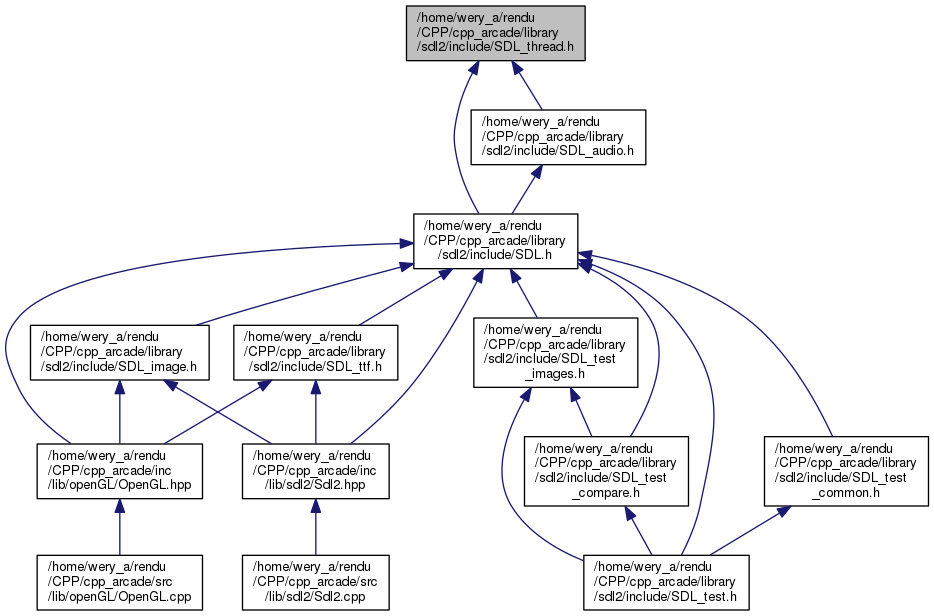 /home/wery_a/rendu
/CPP/cpp_arcade/library
/sdl2/include/SDL_thread.h
/home/wery_a/rendu
/CPP/cpp_arcade/library
/sdl2/include/SDL_audio.h
/home/wery_a/rendu
/CPP/cpp_arcade/library
/sdl2/include/SDL.h
/home/wery_a/rendu
/CPP/cpp_arcade/library
/sdl2/include/SDL_image.h
/home/wery_a/rendu
/CPP/cpp_arcade/library
/sdl2/include/SDL_ttf.h
/home/wery_a/rendu
/CPP/cpp_arcade/library
/sdl2/include/SDL_test
_images.h
/home/wery_a/rendu
/CPP/cpp_arcade/inc
/lib/openGL/OpenGL.hpp
/home/wery_a/rendu
/CPP/cpp_arcade/inc
/lib/sdl2/Sdl2.hpp
/home/wery_a/rendu
/CPP/cpp_arcade/library
/sdl2/include/SDL_test
_compare.h
/home/wery_a/rendu
/CPP/cpp_arcade/library
/sdl2/include/SDL_test
_common.h
/home/wery_a/rendu
/CPP/cpp_arcade/src
/lib/openGL/OpenGL.cpp
/home/wery_a/rendu
/CPP/cpp_arcade/src
/lib/sdl2/Sdl2.cpp
/home/wery_a/rendu
/CPP/cpp_arcade/library
/sdl2/include/SDL_test.h